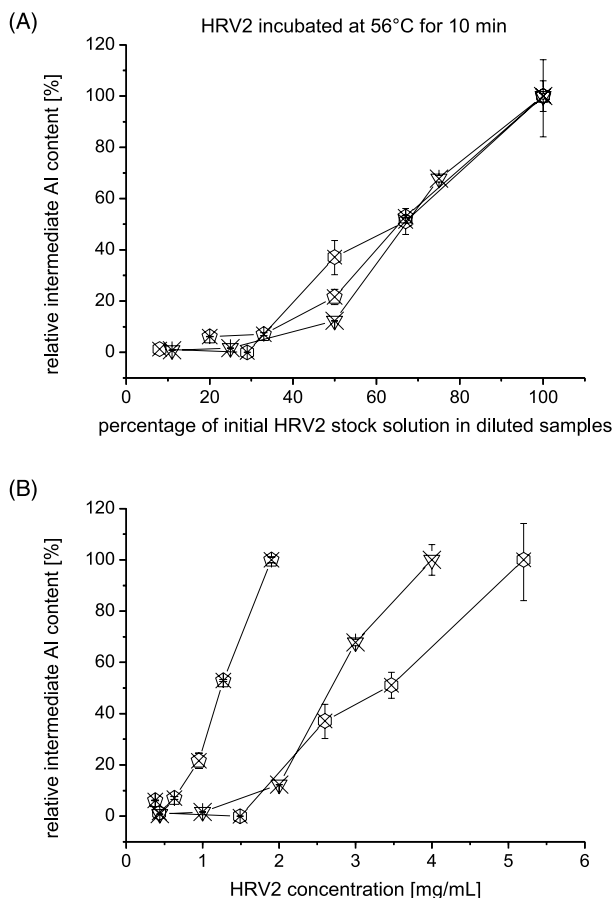 (A)
HRV2 incubated at 56°C for 10 min
relative intermediate AI content [%]
120
100
80
60
40
20
0
0 20 40 60 80 100
percentage of initial HRV2 stock solution in diluted samples
(B)
relative intermediate AI content [%]
120
100
80
60
40
20
0
0 1 2 3 4 5 6
HRV2 concentration [mg/mL]